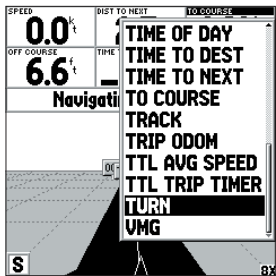 SPEED
DIST TO NEXT
TO COURSE
0.0 kt
OFF COURSE
6.6 ft
TIME
Navigati
TIME OF DAY
TIME TO DEST
TIME TO NEXT
TO COURSE
TRACK
TRIP ODOM
TTL AVG SPEED
TTL TRIP TIMER
TURN
VMG
S
8X